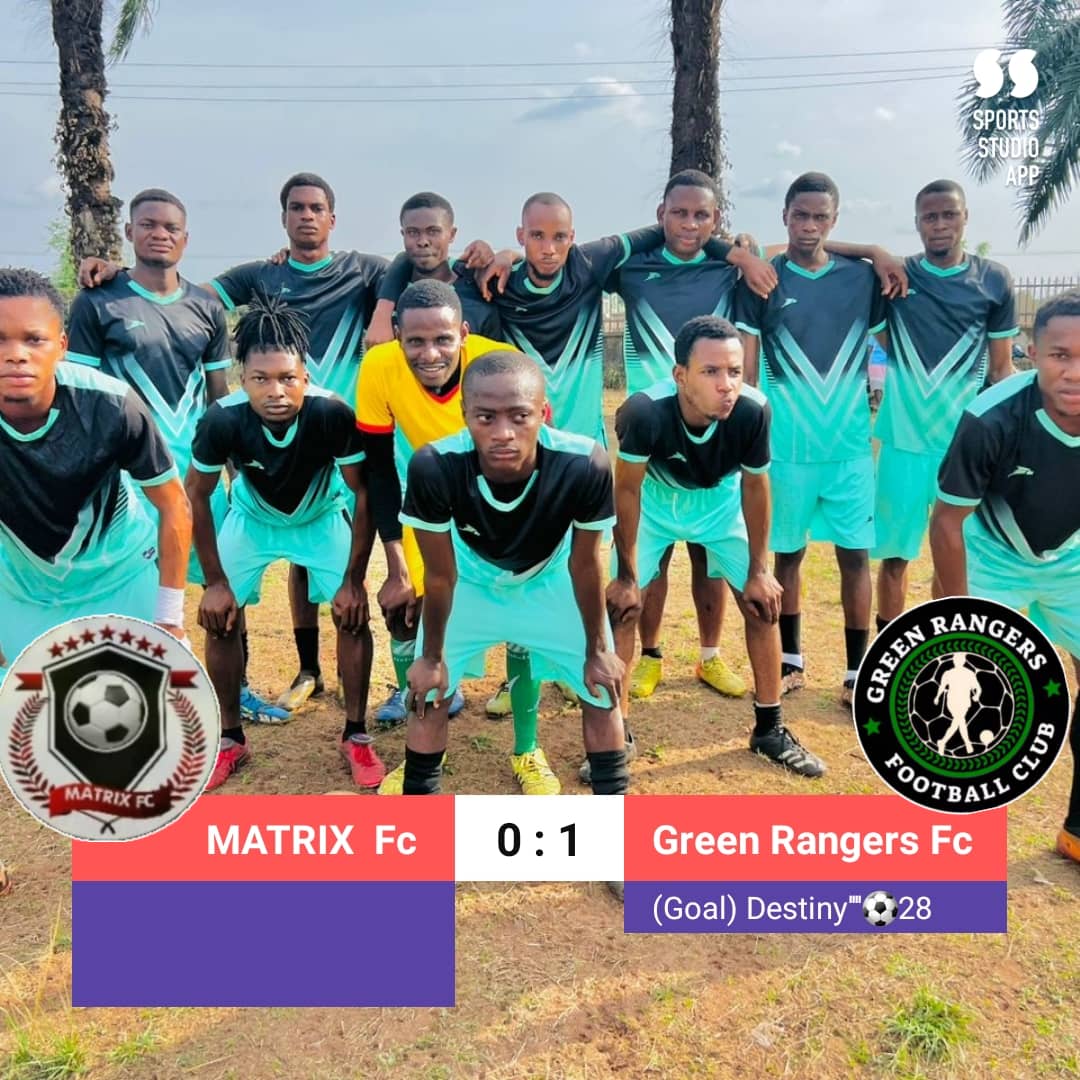 SPORTS
STUDIO
APP
GREEN RANGERS
FOOTBALL CLUB
MATRIX FC
MATRIX Fc
0 : 1
Green Rangers Fc
(Goal) Destiny""⚽28